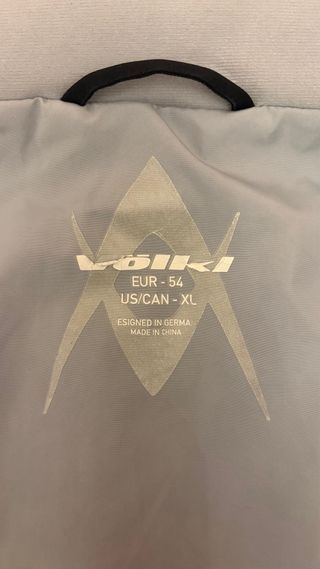 Völkl
EUR - 54
US/CAN - XL
ESIGNED IN GERMA
MADE IN CHINA